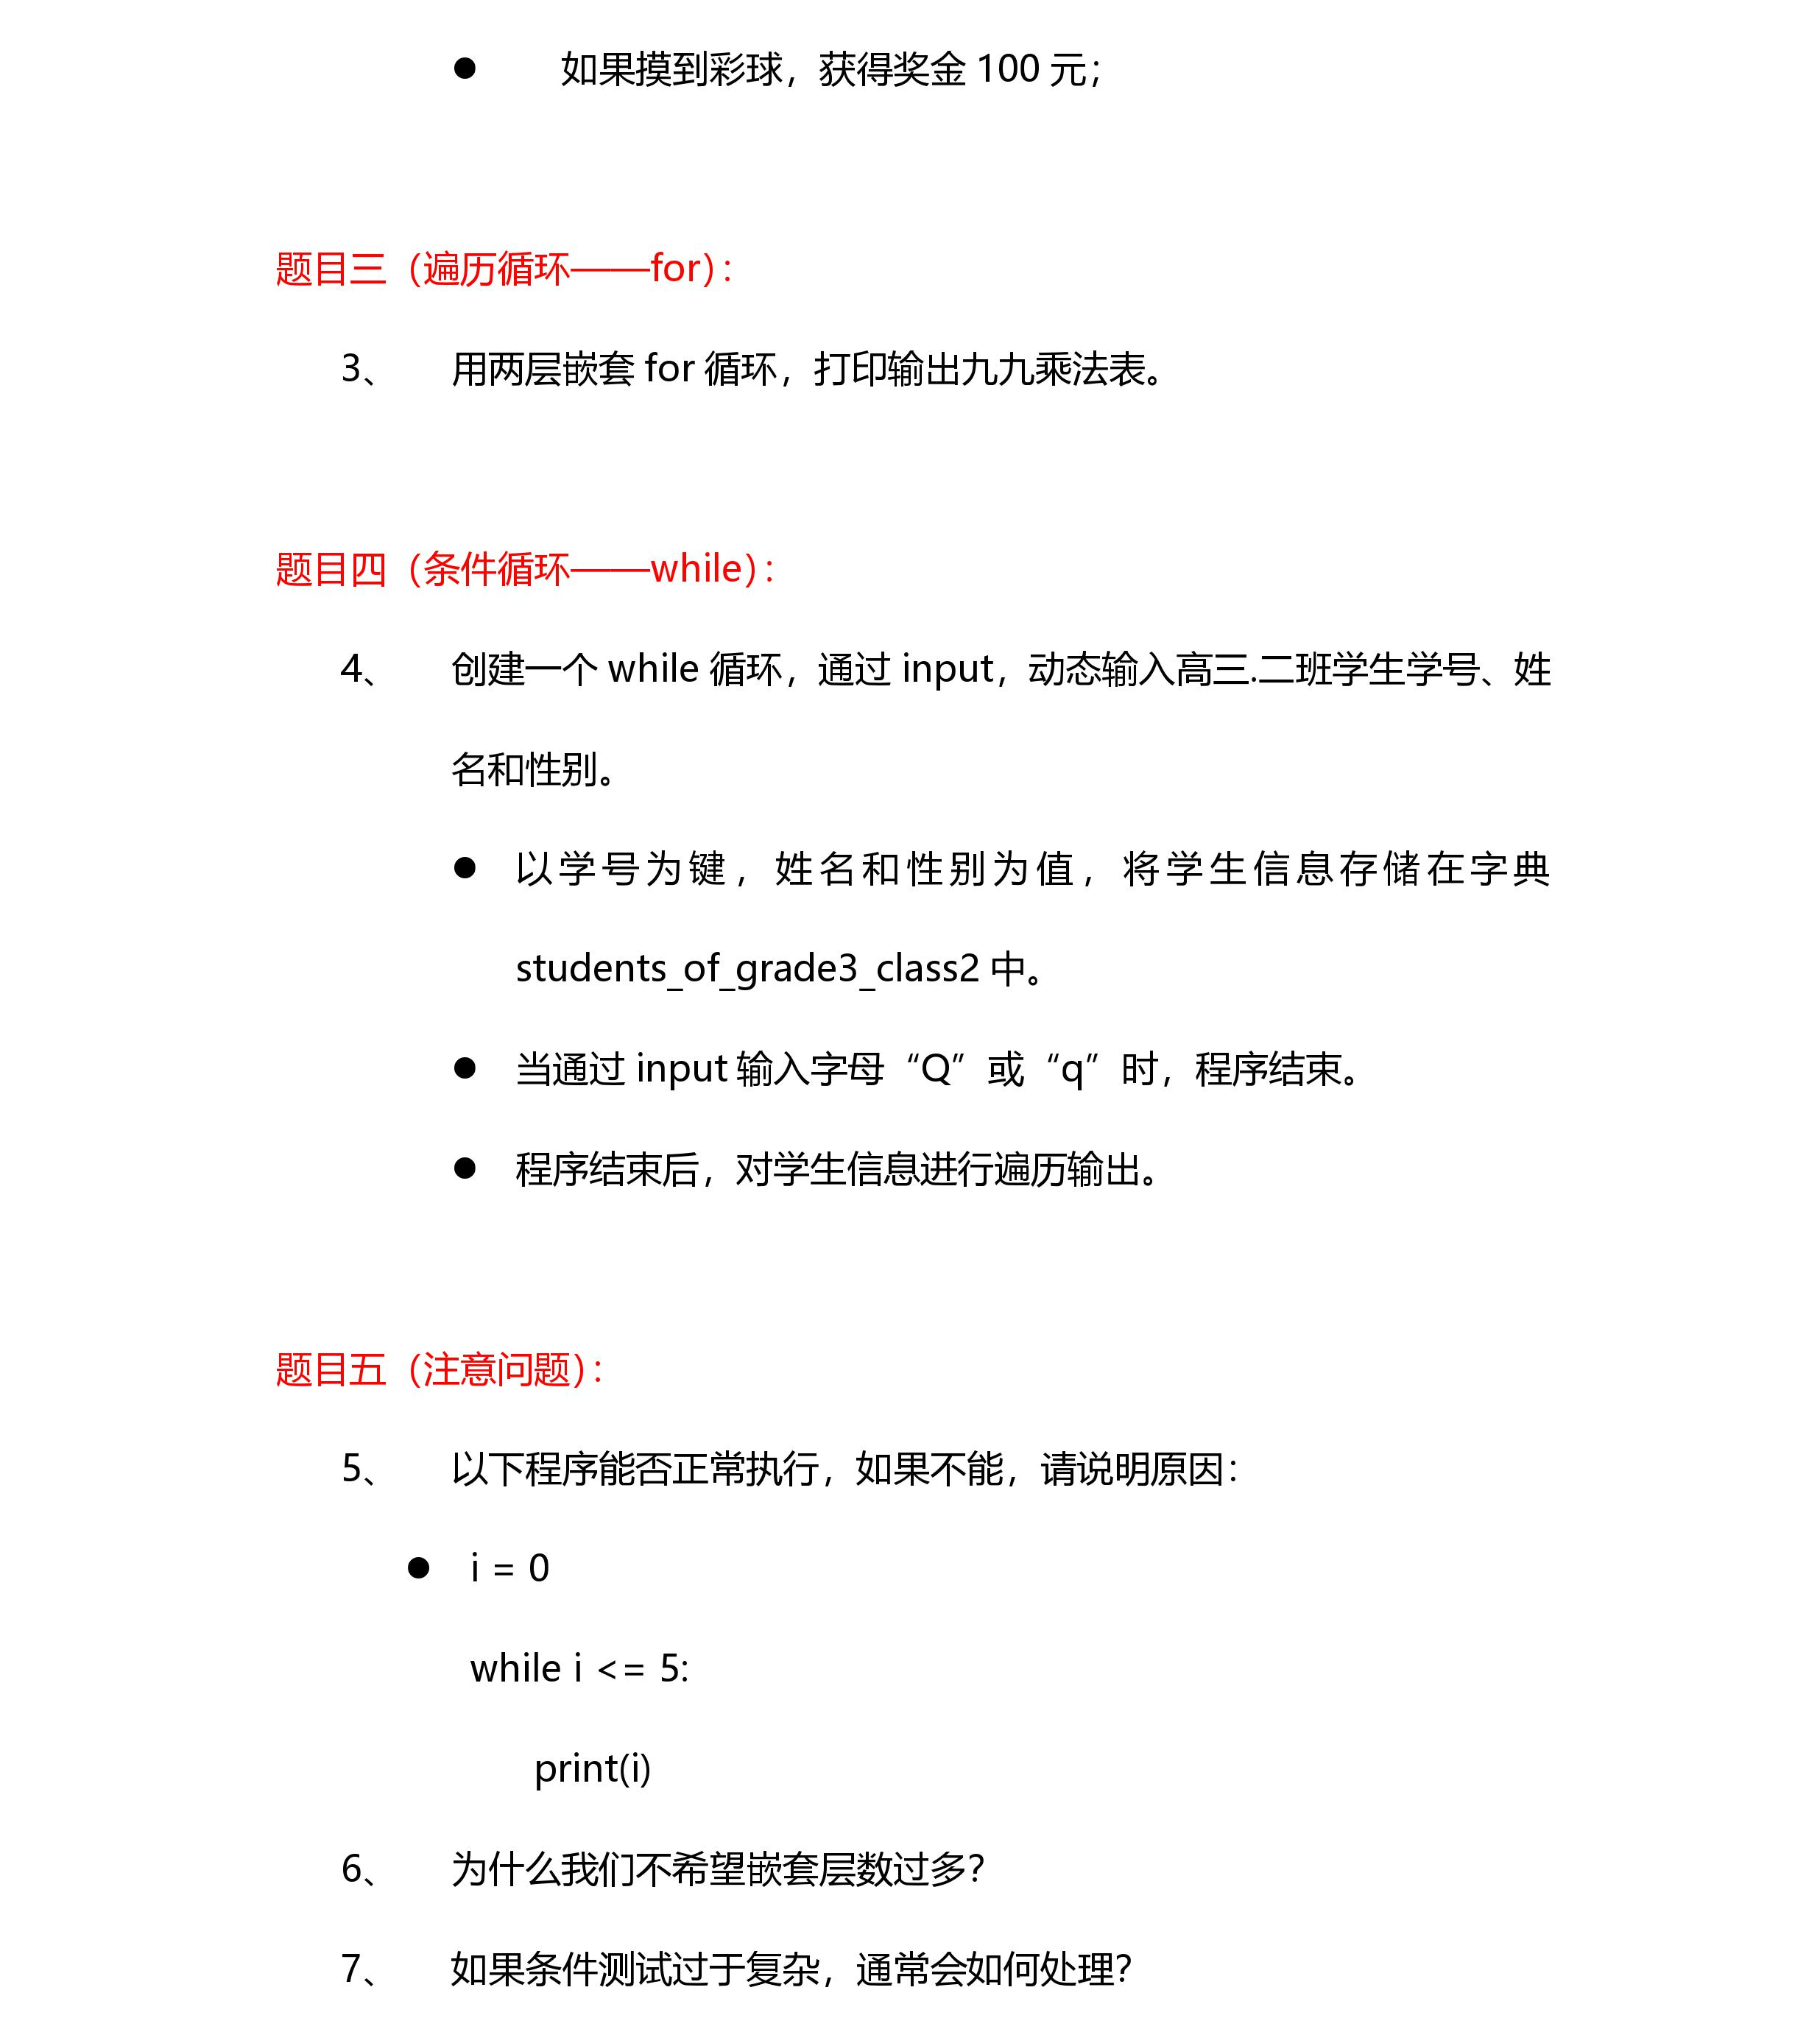 ● 如果摸到彩球，获得奖金 100 元；
题目三（遍历循环——for）：
3、 用两层嵌套 for 循环，打印输出九九乘法表。
题目四（条件循环——while）：
4、 创建一个 while 循环，通过 input，动态输入高三.二班学生学号、姓
名和性别。
● 以学号为键，姓名和性别为值，将学生信息存储在字典
students_of_grade3_class2 中。
● 当通过 input 输入字母“Q”或“q”时，程序结束。
● 程序结束后，对学生信息进行遍历输出。
题目五（注意问题）：
5、 以下程序能否正常执行，如果不能，请说明原因：
● i = 0
while i <= 5:
print(i)
6、 为什么我们不希望嵌套层数过多？
7、 如果条件测试过于复杂，通常会如何处理？